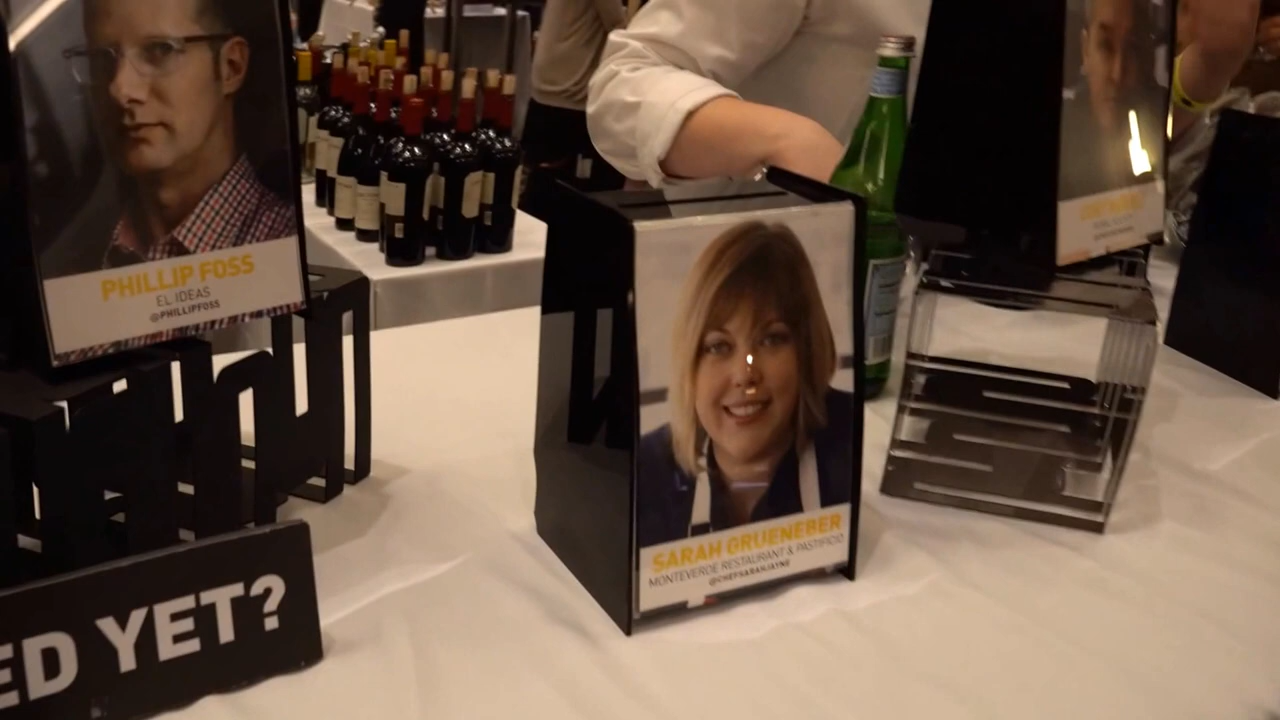 PHILLIP FOSS
EL IDEAS
@PHILLIPFOSS
ED YET?
SARAH GRUENEBER
MONTEVERDE RESTAURANT & PASTIFICIO
@CHEFSARAHJAYNE